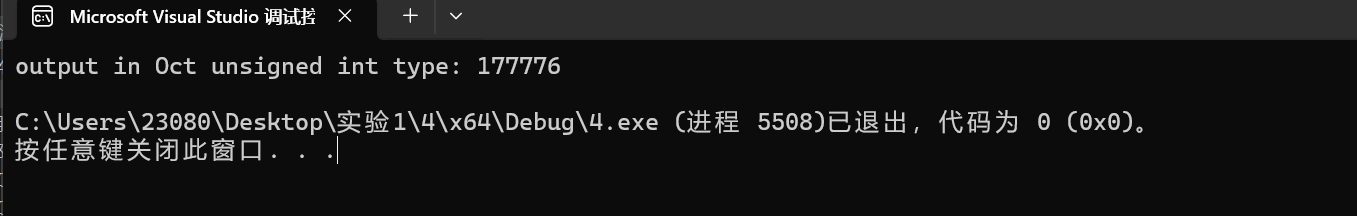 Microsoft Visual Studio 调试控
output in Oct unsigned int type: 177776
C:\Users\23080\Desktop\实验1\4\x64\Debug\4.exe (进程 5508)已退出，代码为 0 (0x0)。
按任意键关闭此窗口. . .